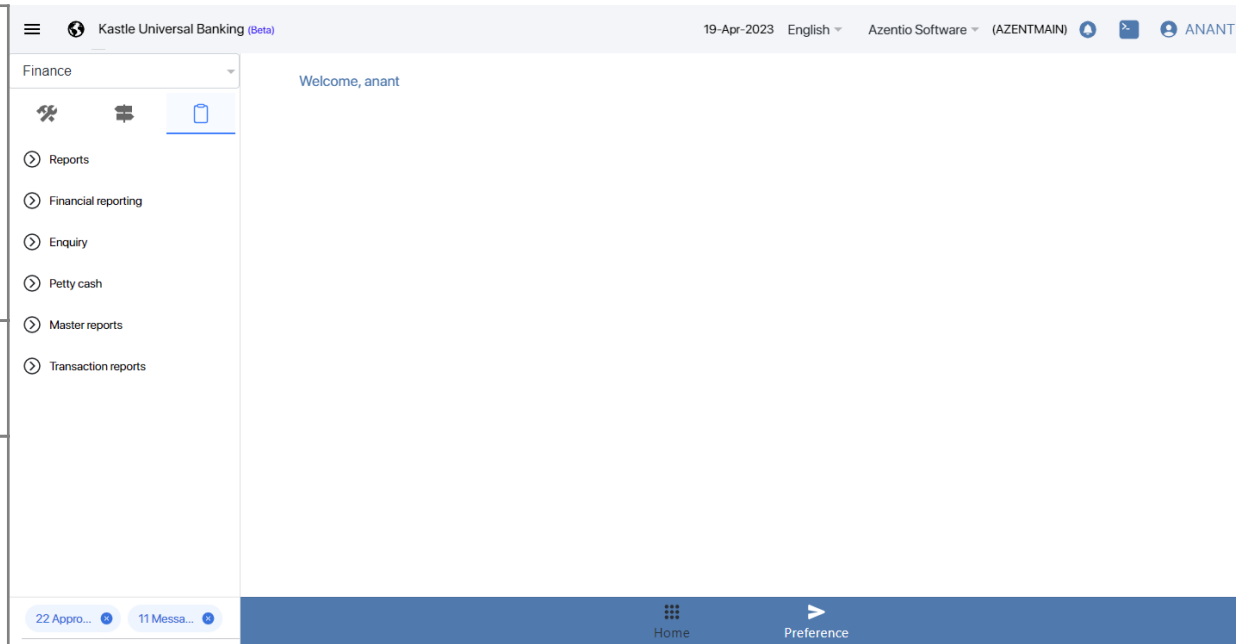 Kastle Universal Banking (Beta)
19-Apr-2023 English Azentio Software (AZENTMAIN) ANANT
Finance
Welcome, anant
Reports
Financial reporting
Enquiry
Petty cash
Master reports
Transaction reports
22 Appro... 11 Messa...
Home Preference